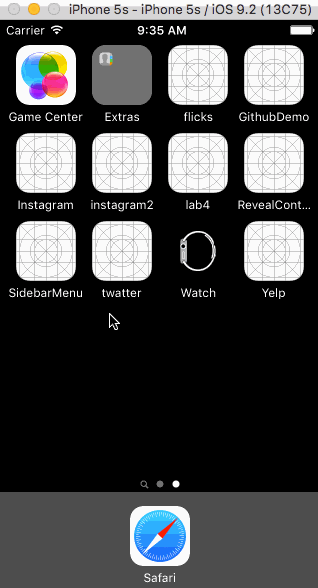 iPhone 5s - iPhone 5s / iOS 9.2 (13C75)
Carrier 9:35 AM
Game Center Extras flicks GithubDemo
Instagram instagram2 lab4 RevealCont...
SidebarMenu twatter Watch Yelp
Safari